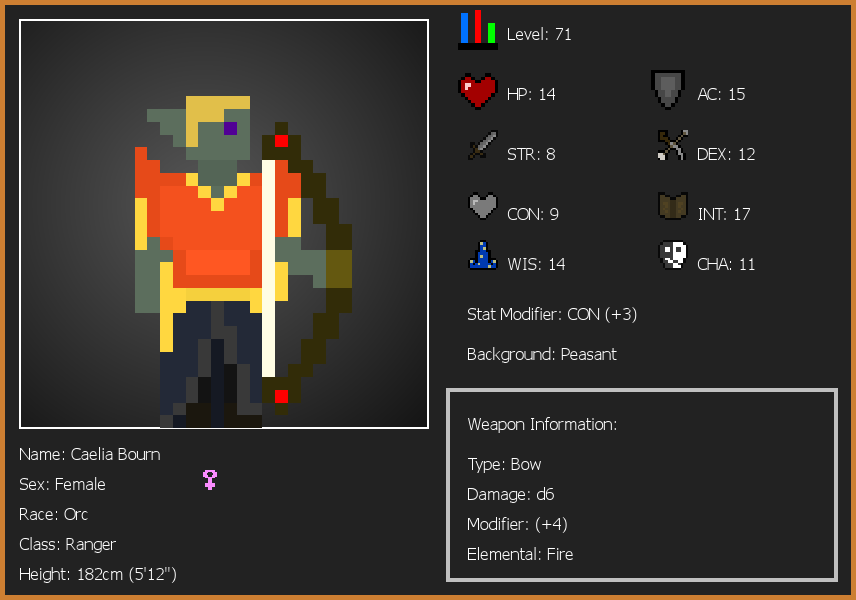 Level: 71
HP: 14
AC: 15
STR: 8
DEX: 12
CON: 9
INT: 17
WIS: 14
CHA: 11
Stat Modifier: CON (+3)
Background: Peasant
Name: Caelia Bourn
Sex: Female
Race: Orc
Class: Ranger
Height: 182cm (5'12")
Weapon Information:
Type: Bow
Damage: d6
Modifier: (+4)
Elemental: Fire